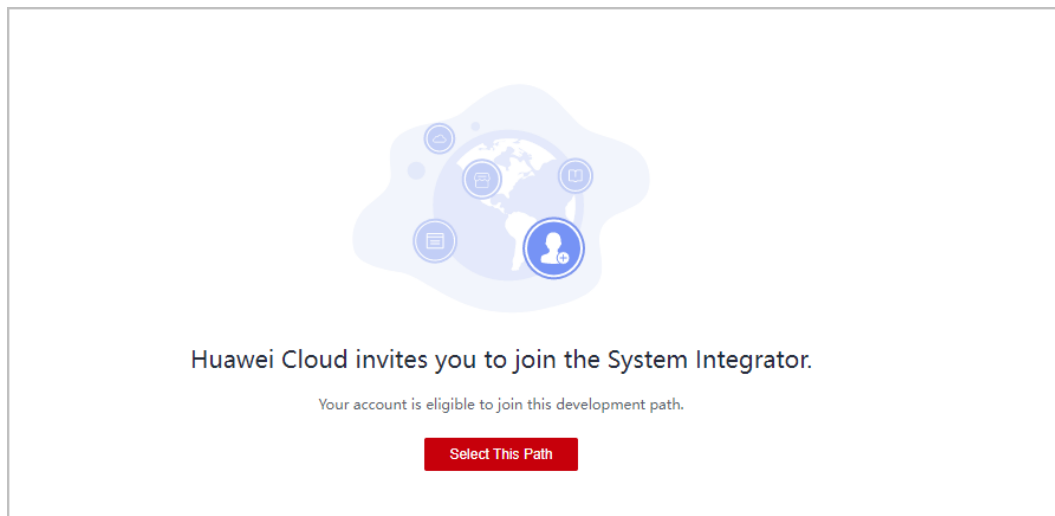 Huawei Cloud invites you to join the System Integrator.
Your account is eligible to join this development path.
Select This Path